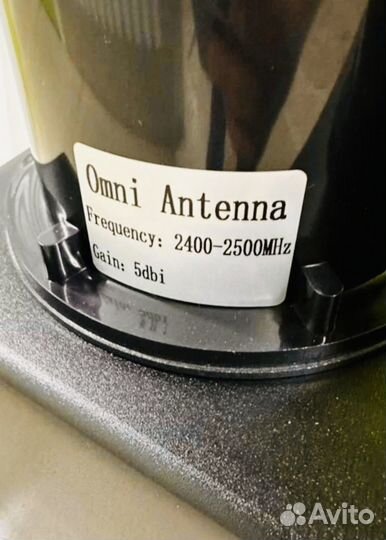 Omni Antenna
Frequency: 2400-2500MHz
Gain: 5dbi
Avito